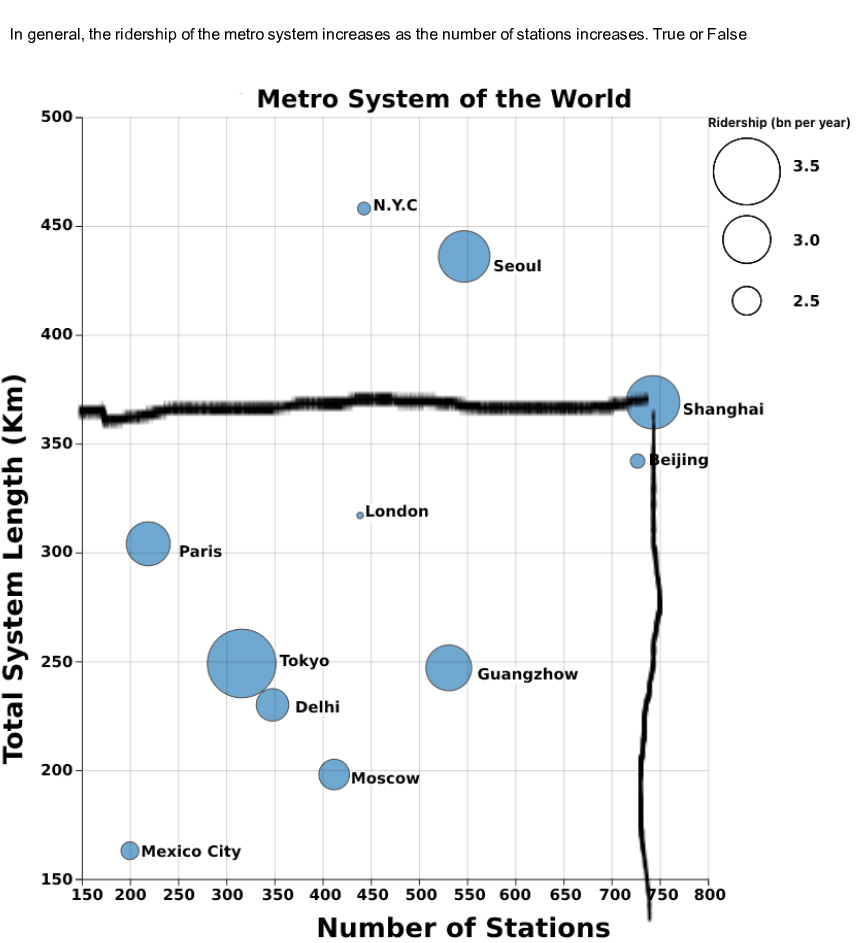 In general, the ridership of the metro system increases as the number of stations increases. True or False
Metro System of the World
Ridership (bn per year)
3.5
3.0
2.5
Total System Length (Km)
500
450
400
350
300
250
200
150
N.Y.C
Seoul
Shanghai
Beijing
London
Paris
Tokyo
Guangzhow
Delhi
Moscow
Mexico City
150 200 250 300 350 400 450 500 550 600 650 700 750 800
Number of Stations